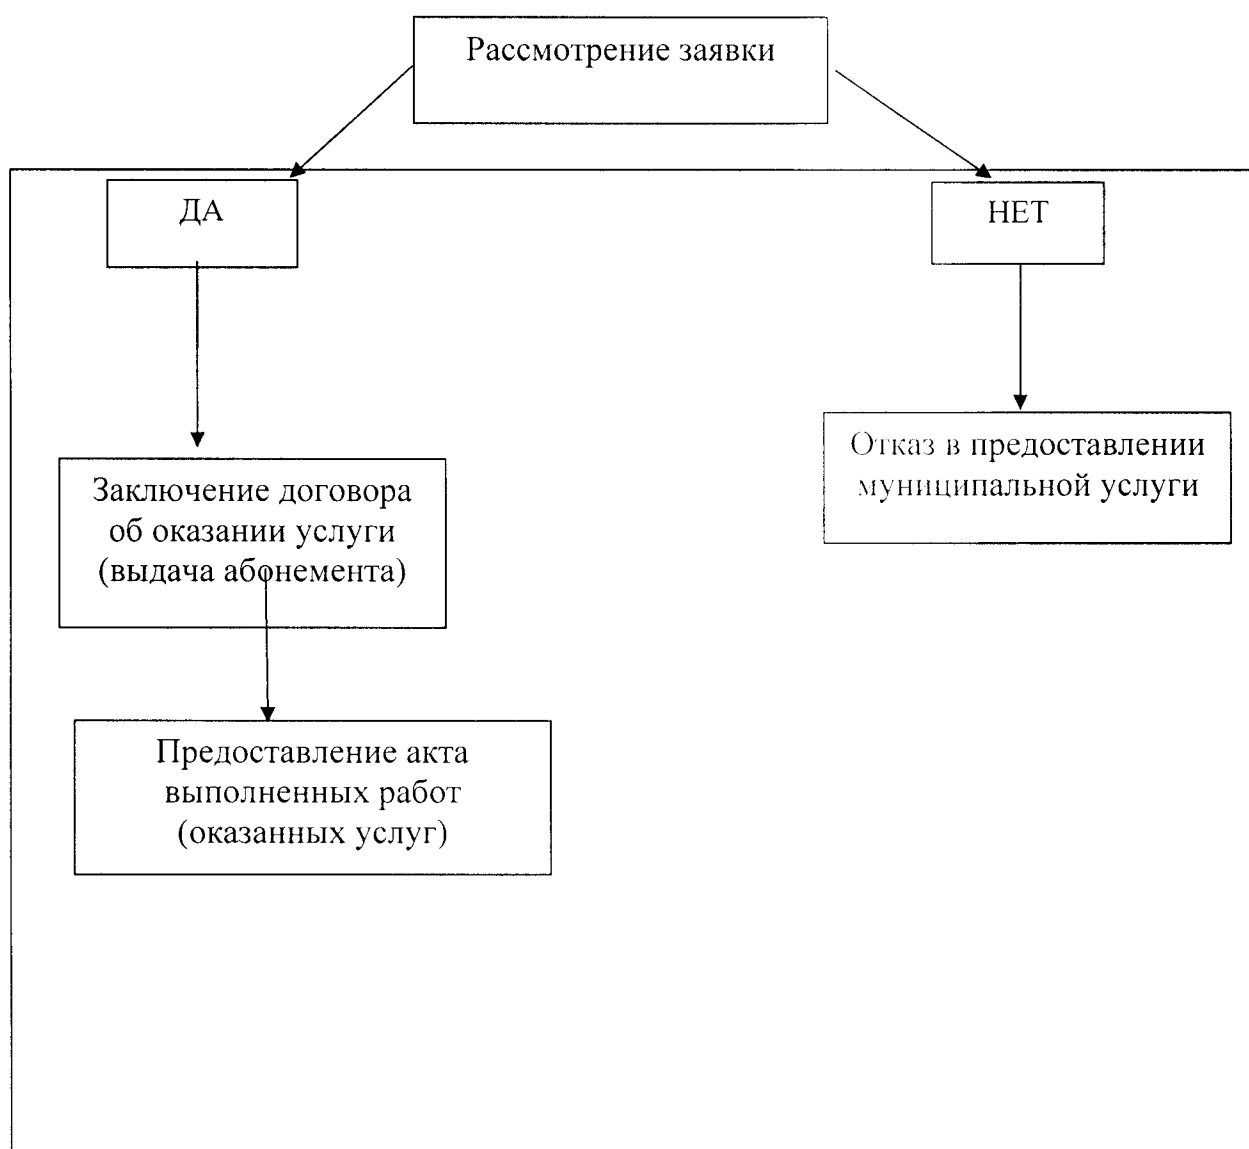 Рассмотрение заявки
ДА
НЕТ
Заключение договора
об оказании услуги
(выдача абонемента)
Отказ в предоставлении
муниципальной услуги
Предоставление акта
выполненных работ
(оказанных услуг)